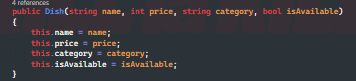 4 references
public Dish(string name, int price, string category, bool isAvailable)
{
this.name = name;
this.price = price;
this.category = category;
this.isAvailable = isAvailable;
}